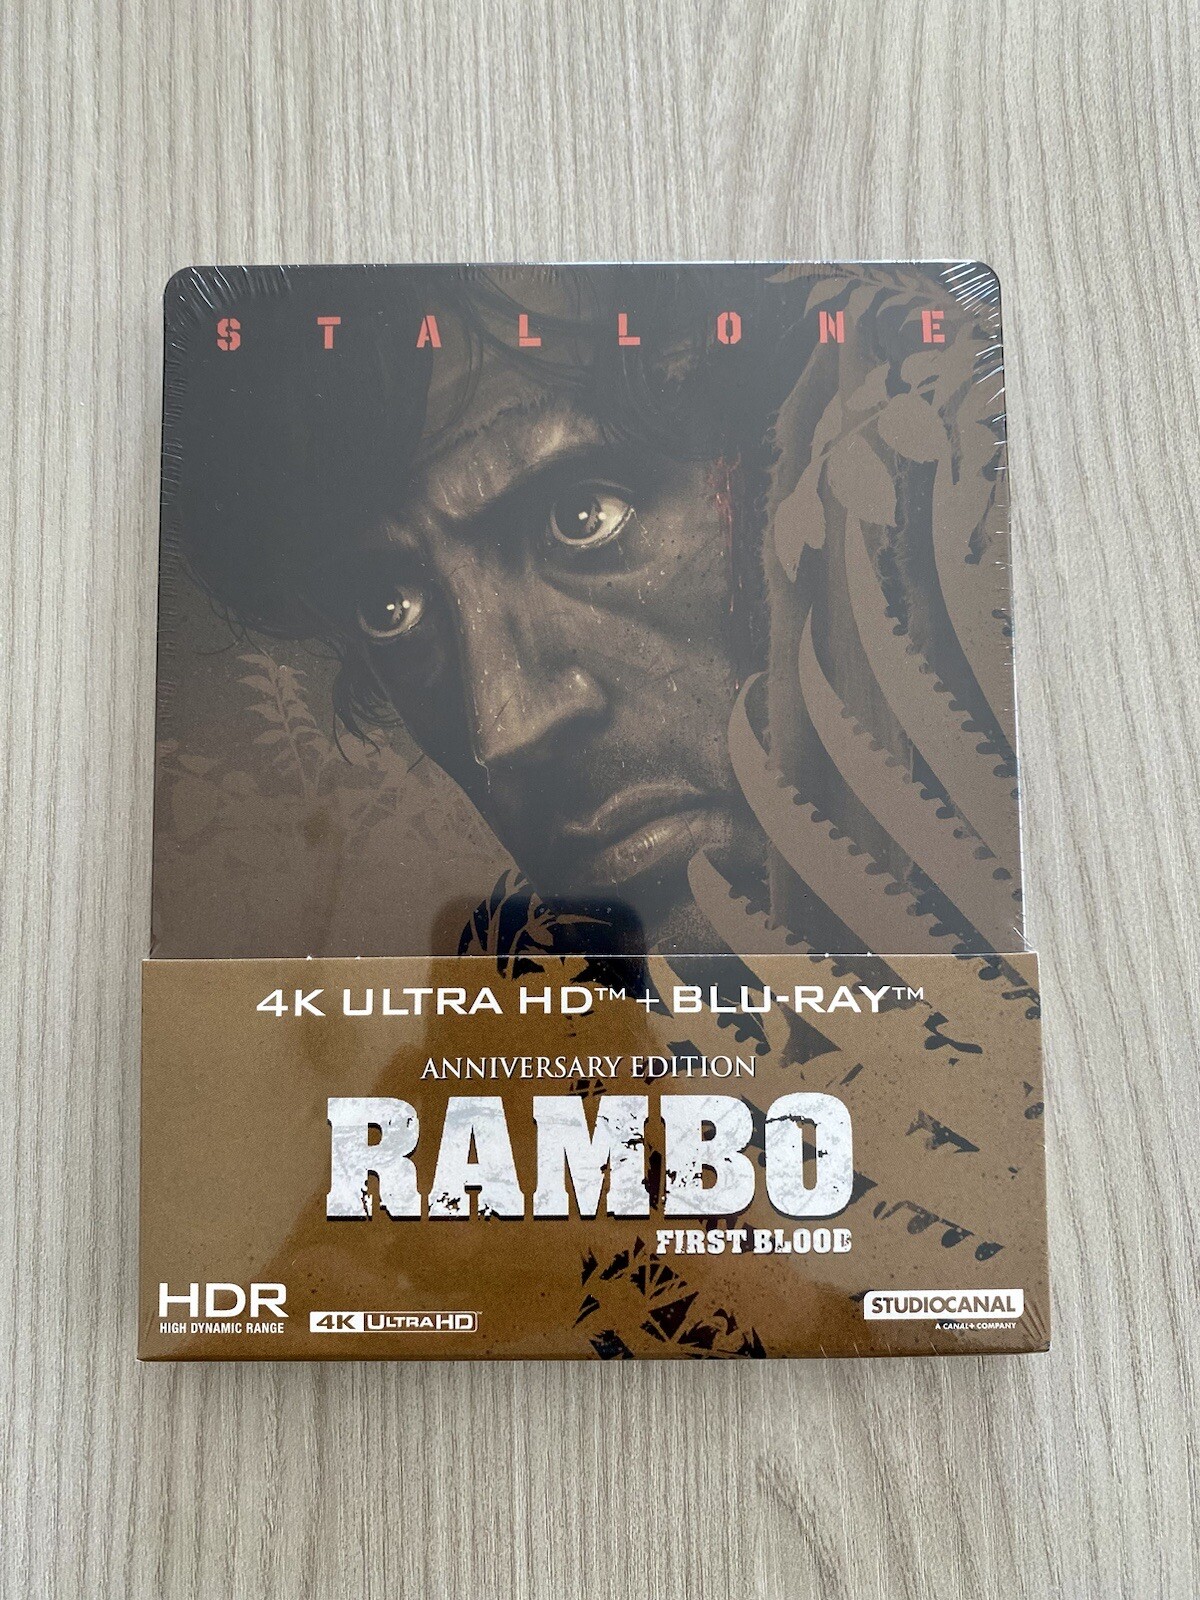 STALLONE
4K ULTRA HD™ + BLU-RAY™
ANNIVERSARY EDITION
RAMBO
FIRST BLOOD
HDR
HIGH DYNAMIC RANGE
4K ULTRA HD™
STUDIOCANAL
A CANAL+ COMPANY